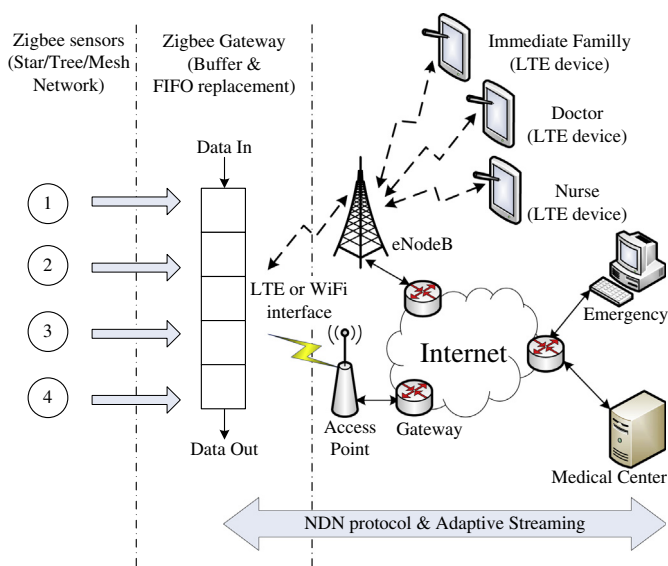 Zigbee sensors
(Star/Tree/Mesh
Network)
Zigbee Gateway
(Buffer &
FIFO replacement)
Immediate Familly
(LTE device)
Doctor
(LTE device)
Nurse
(LTE device)
Data In
1
2
3
4
Data Out
eNodeB
LTE or WiFi
interface
Internet
Emergency
Access
Point
Gateway
Medical Center
NDN protocol & Adaptive Streaming